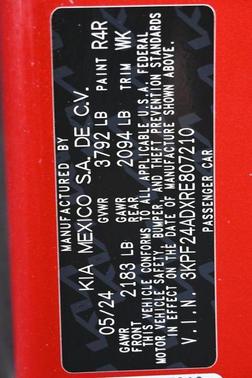 MANUFACTURED BY
KIA MEXICO S.A. DE C.V.
05/24 GVWR 3792 LB PAINT R4R
GAWR FRONT 2183 LB GAWR REAR 2094 LB TRIM WK
THIS VEHICLE CONFORMS TO ALL APPLICABLE U.S.A. FEDERAL
MOTOR VEHICLE SAFETY, BUMPER, AND THEFT PREVENTION STANDARDS
IN EFFECT ON THE DATE OF MANUFACTURE SHOWN ABOVE.
V.I.N. 3KPF24ADXRE807210
PASSENGER CAR